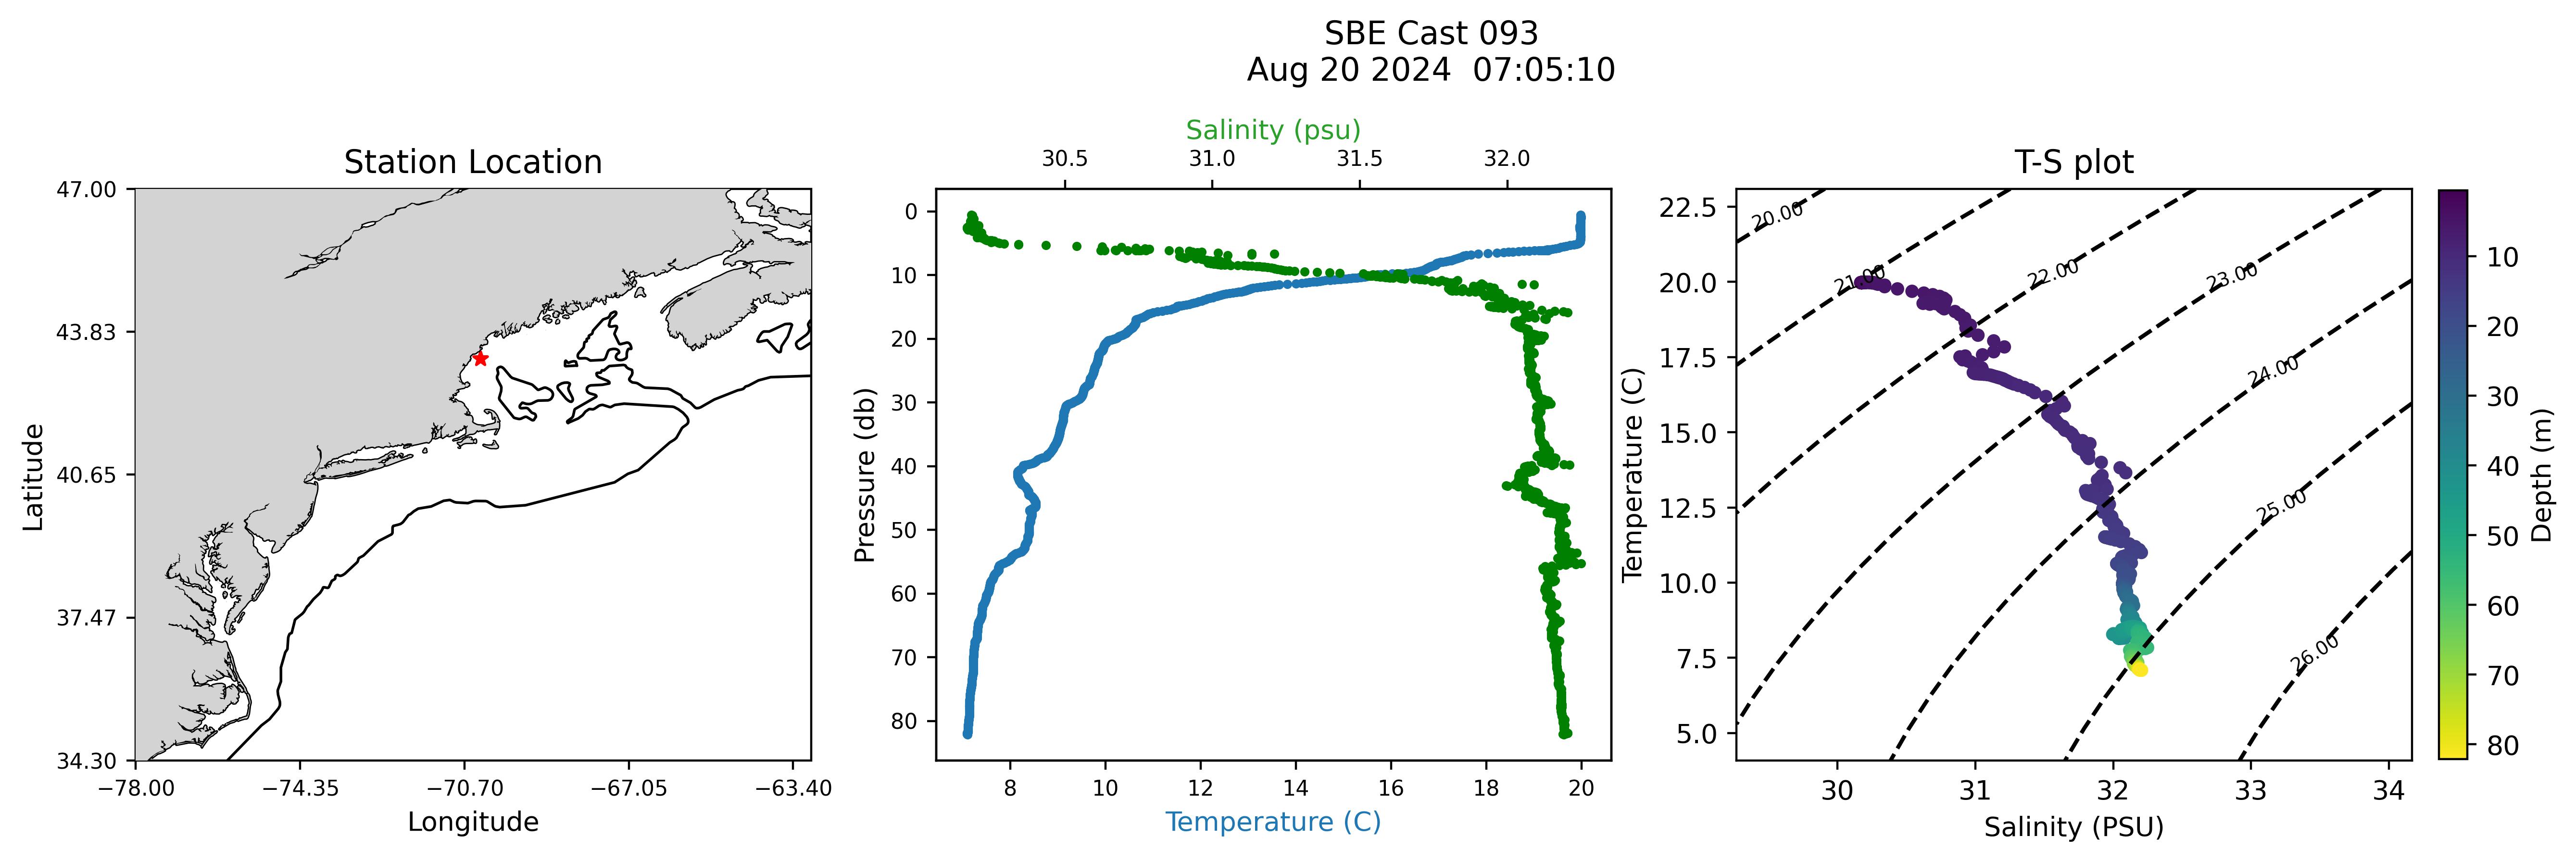 SBE Cast 093
Aug 20 2024  07:05:10
Station Location
47.00
43.83
40.65
37.47
34.30
Latitude
−78.00 −74.35 −70.70 −67.05 −63.40
Longitude
Salinity (psu)
30.5 31.0 31.5 32.0
0
10
20
30
40
50
60
70
80
Pressure (db)
8 10 12 14 16 18 20
Temperature (C)
T-S plot
22.5
20.0
17.5
15.0
12.5
10.0
7.5
5.0
Temperature (C)
20.00
21.00
22.00
23.00
24.00
25.00
26.00
30 31 32 33 34
Salinity (PSU)
10
20
30
40
50
60
70
80
Depth (m)